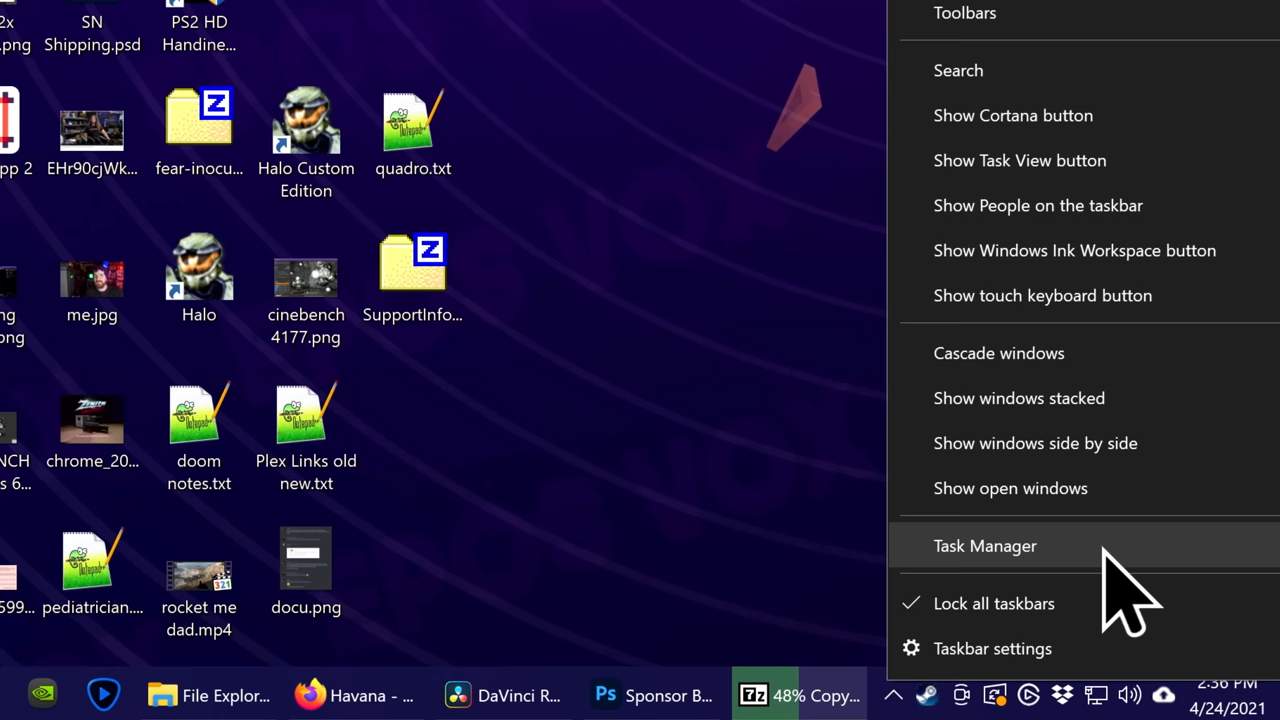 2x
.png
SN
Shipping.psd
PS2 HD
Handine...
pp 2
EHr90cjWk...
fear-inocu...
Halo Custom
Edition
quadro.txt
ng
png
me.jpg
Halo
cinebench
4177.png
SupportInfo...
NCH
s 6...
chrome_20...
doom
notes.txt
Plex Links old
new.txt
599...
pediatrician....
rocket me
dad.mp4
docu.png
Toolbars
Search
Show Cortana button
Show Task View button
Show People on the taskbar
Show Windows Ink Workspace button
Show touch keyboard button
Cascade windows
Show windows stacked
Show windows side by side
Show open windows
Task Manager
Lock all taskbars
Taskbar settings
File Explor...
Havana - ...
DaVinci R...
Ps
Sponsor B...
7z
48% Copy...
2:36 PM
4/24/2021